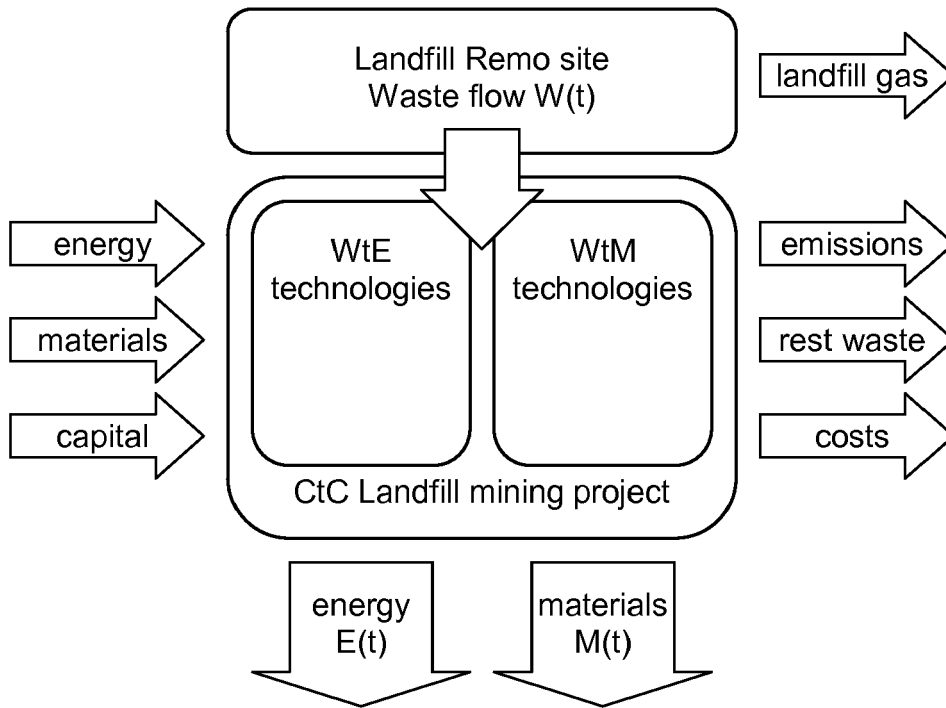 Landfill Remo site
Waste flow W(t)
landfill gas
energy
materials
capital
WtE
technologies
WtM
technologies
CtC Landfill mining project
emissions
rest waste
costs
energy
E(t)
materials
M(t)